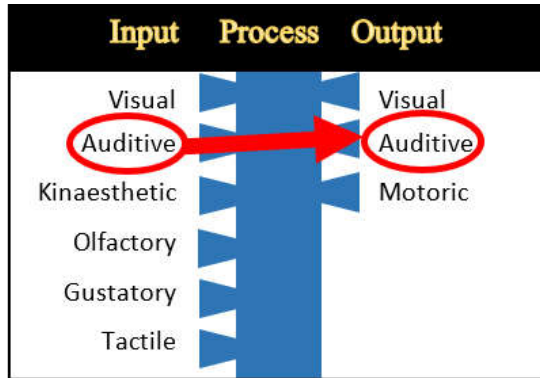 Input Process Output
Visual Visual
Auditive Auditive
Kinaesthetic Motoric
Olfactory
Gustatory
Tactile